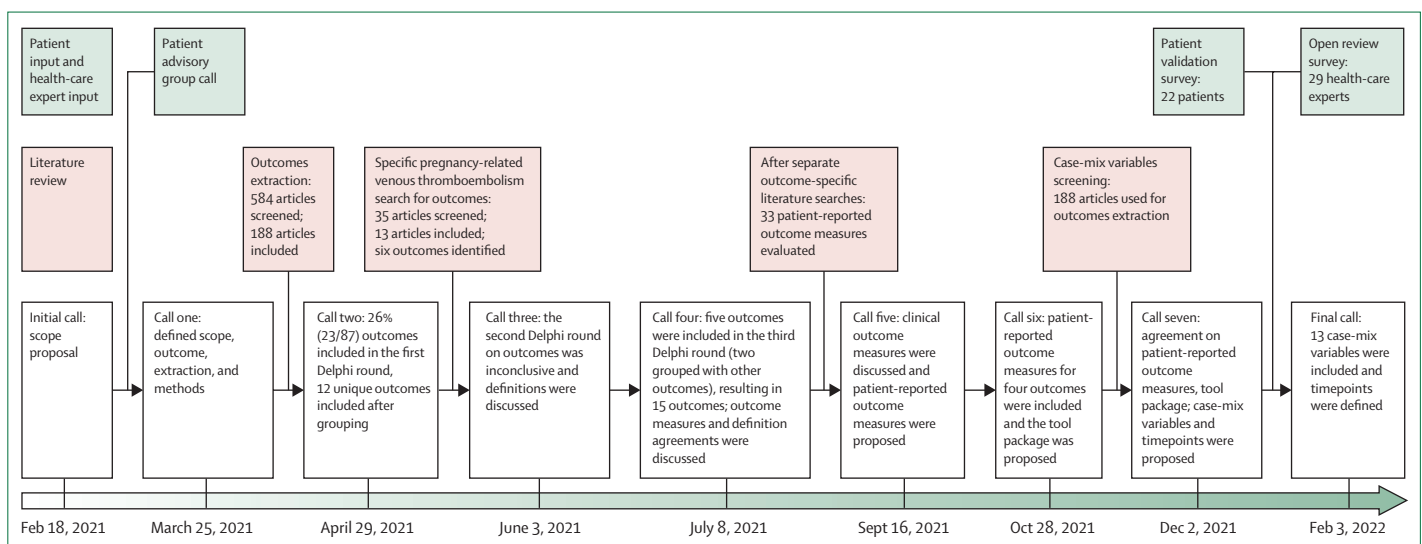 Patient
input and
health-care
expert input
Patient
advisory
group call
Patient
validation
survey:
22 patients
Open review
survey:
29 health-care
experts
Literature
review
Outcomes
extraction:
584 articles
screened;
188 articles
included
Specific pregnancy-related
venous thromboembolism
search for outcomes:
35 articles screened;
13 articles included;
six outcomes identified
After separate
outcome-specific
literature searches:
33 patient-reported
outcome measures
evaluated
Case-mix variables
screening:
188 articles used for
outcomes extraction
Initial call:
scope
proposal
Call one:
defined scope,
outcome,
extraction, and
methods
Call two: 26%
(23/87) outcomes
included in the first
Delphi round,
12 unique outcomes
included after
grouping
Call three: the
second Delphi round
on outcomes was
inconclusive and
definitions were
discussed
Call four: five outcomes
were included in the third
Delphi round (two
grouped with other
outcomes), resulting in
15 outcomes; outcome
measures and definition
agreements were
discussed
Call five: clinical
outcome
measures were
discussed and
patient-reported
outcome
measures were
proposed
Call six: patient-
reported
outcome
measures for
four outcomes
were included
and the tool
package was
proposed
Call seven:
agreement on
patient-reported
outcome
measures, tool
package; case-mix
variables and
timepoints were
proposed
Final call:
13 case-mix
variables were
included and
timepoints
were defined
Feb 18, 2021
March 25, 2021
April 29, 2021
June 3, 2021
July 8, 2021
Sept 16, 2021
Oct 28, 2021
Dec 2, 2021
Feb 3, 2022